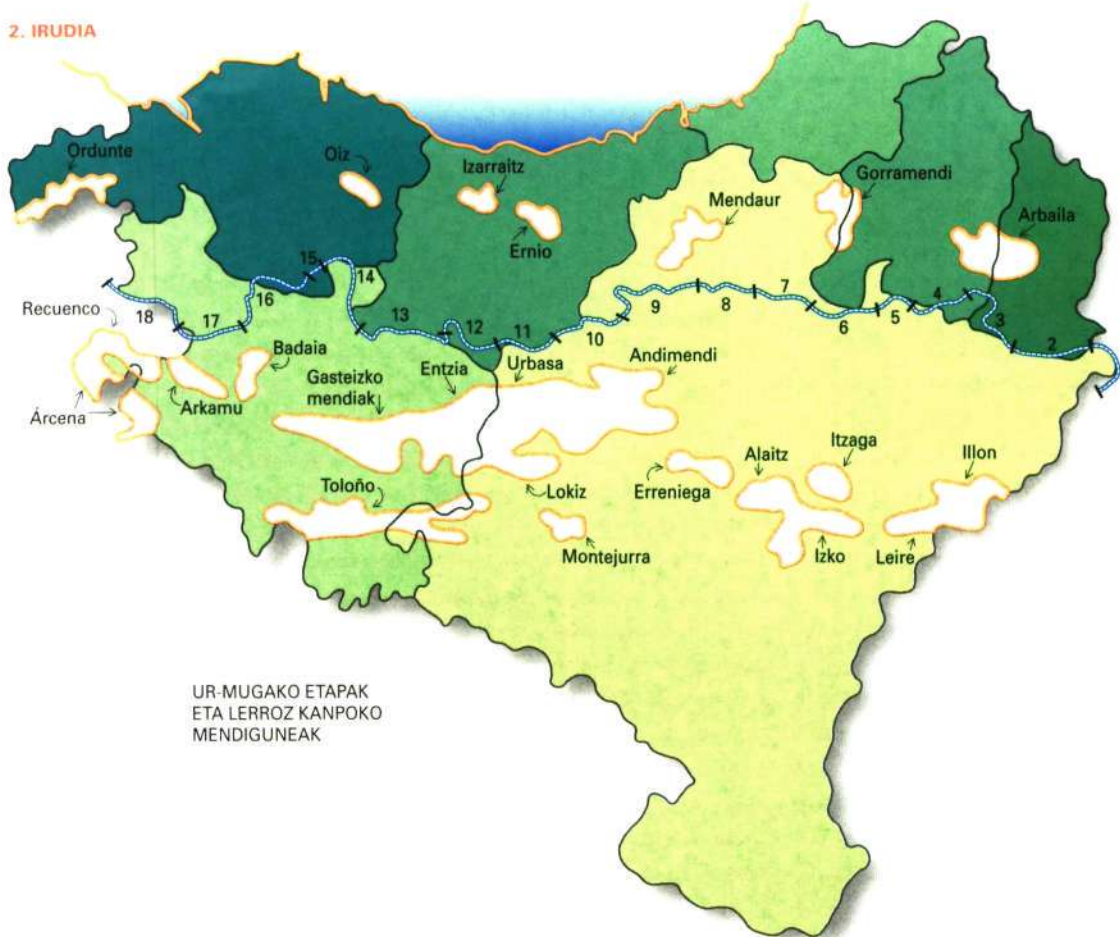 2. IRUDIA
Ordunte
Oiz
Izarraitz
Ernio
Mendaur
Gorramendi
Arbaila
15
14
16
13
12
11
10
9
8
7
6
5
4
3
2
18
17
Recuenco
Badaia
Gasteizko
mendiak
Entzia
Urbasa
Andimendi
Árcena
Arkamu
Toloño
Lokiz
Erreniega
Alaitz
Itzaga
Illon
Montejurra
Izko
Leire
UR-MUGAKO ETAPAK
ETA LERROZ KANPOKO
MENDIGUNEAK